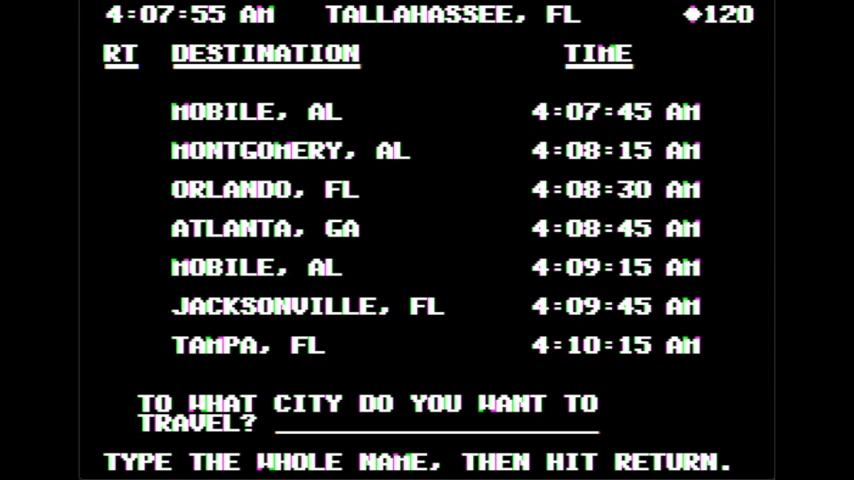 4:07:55 AM TALLAHASSEE, FL ◆120
RT DESTINATION TIME
MOBILE, AL 4:07:45 AM
MONTGOMERY, AL 4:08:15 AM
ORLANDO, FL 4:08:30 AM
ATLANTA, GA 4:08:45 AM
MOBILE, AL 4:09:15 AM
JACKSONVILLE, FL 4:09:45 AM
TAMPA, FL 4:10:15 AM
TO WHAT CITY DO YOU WANT TO
TRAVEL?
TYPE THE WHOLE NAME, THEN HIT RETURN.